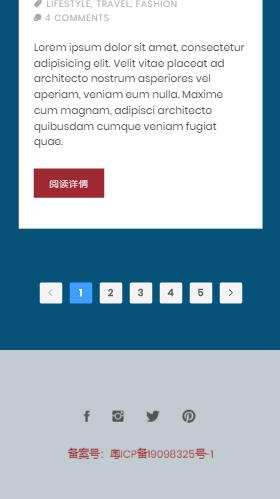 LIFESTYLE, TRAVEL, FASHION
4 COMMENTS
Lorem ipsum dolor sit amet, consectetur
adipisicing elit. Velit vitae placeat ad
architecto nostrum asperiores vel
aperiam, veniam eum nulla. Maxime
cum magnam, adipisci architecto
quibusdam cumque veniam fugiat
quae.
阅读详情
1 2 3 4 5
备案号：粤ICP备19098325号-1